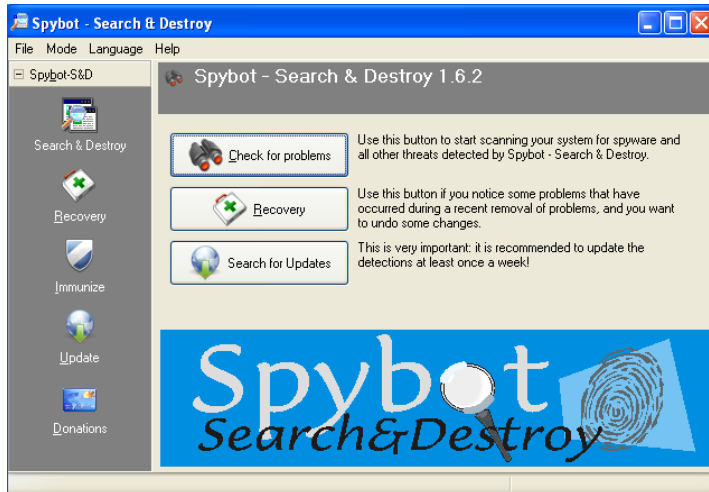 Spybot - Search & Destroy
File Mode Language Help
Spybot-S&D
Spybot - Search & Destroy 1.6.2
Search & Destroy
Recovery
Immunize
Update
Donations
Check for problems
Use this button to start scanning your system for spyware and
all other threats detected by Spybot - Search & Destroy.
Recovery
Use this button if you notice some problems that have
occurred during a recent removal of problems, and you want
to undo some changes.
Search for Updates
This is very important: it is recommended to update the
detections at least once a week!
Spybot
Search&Destroy